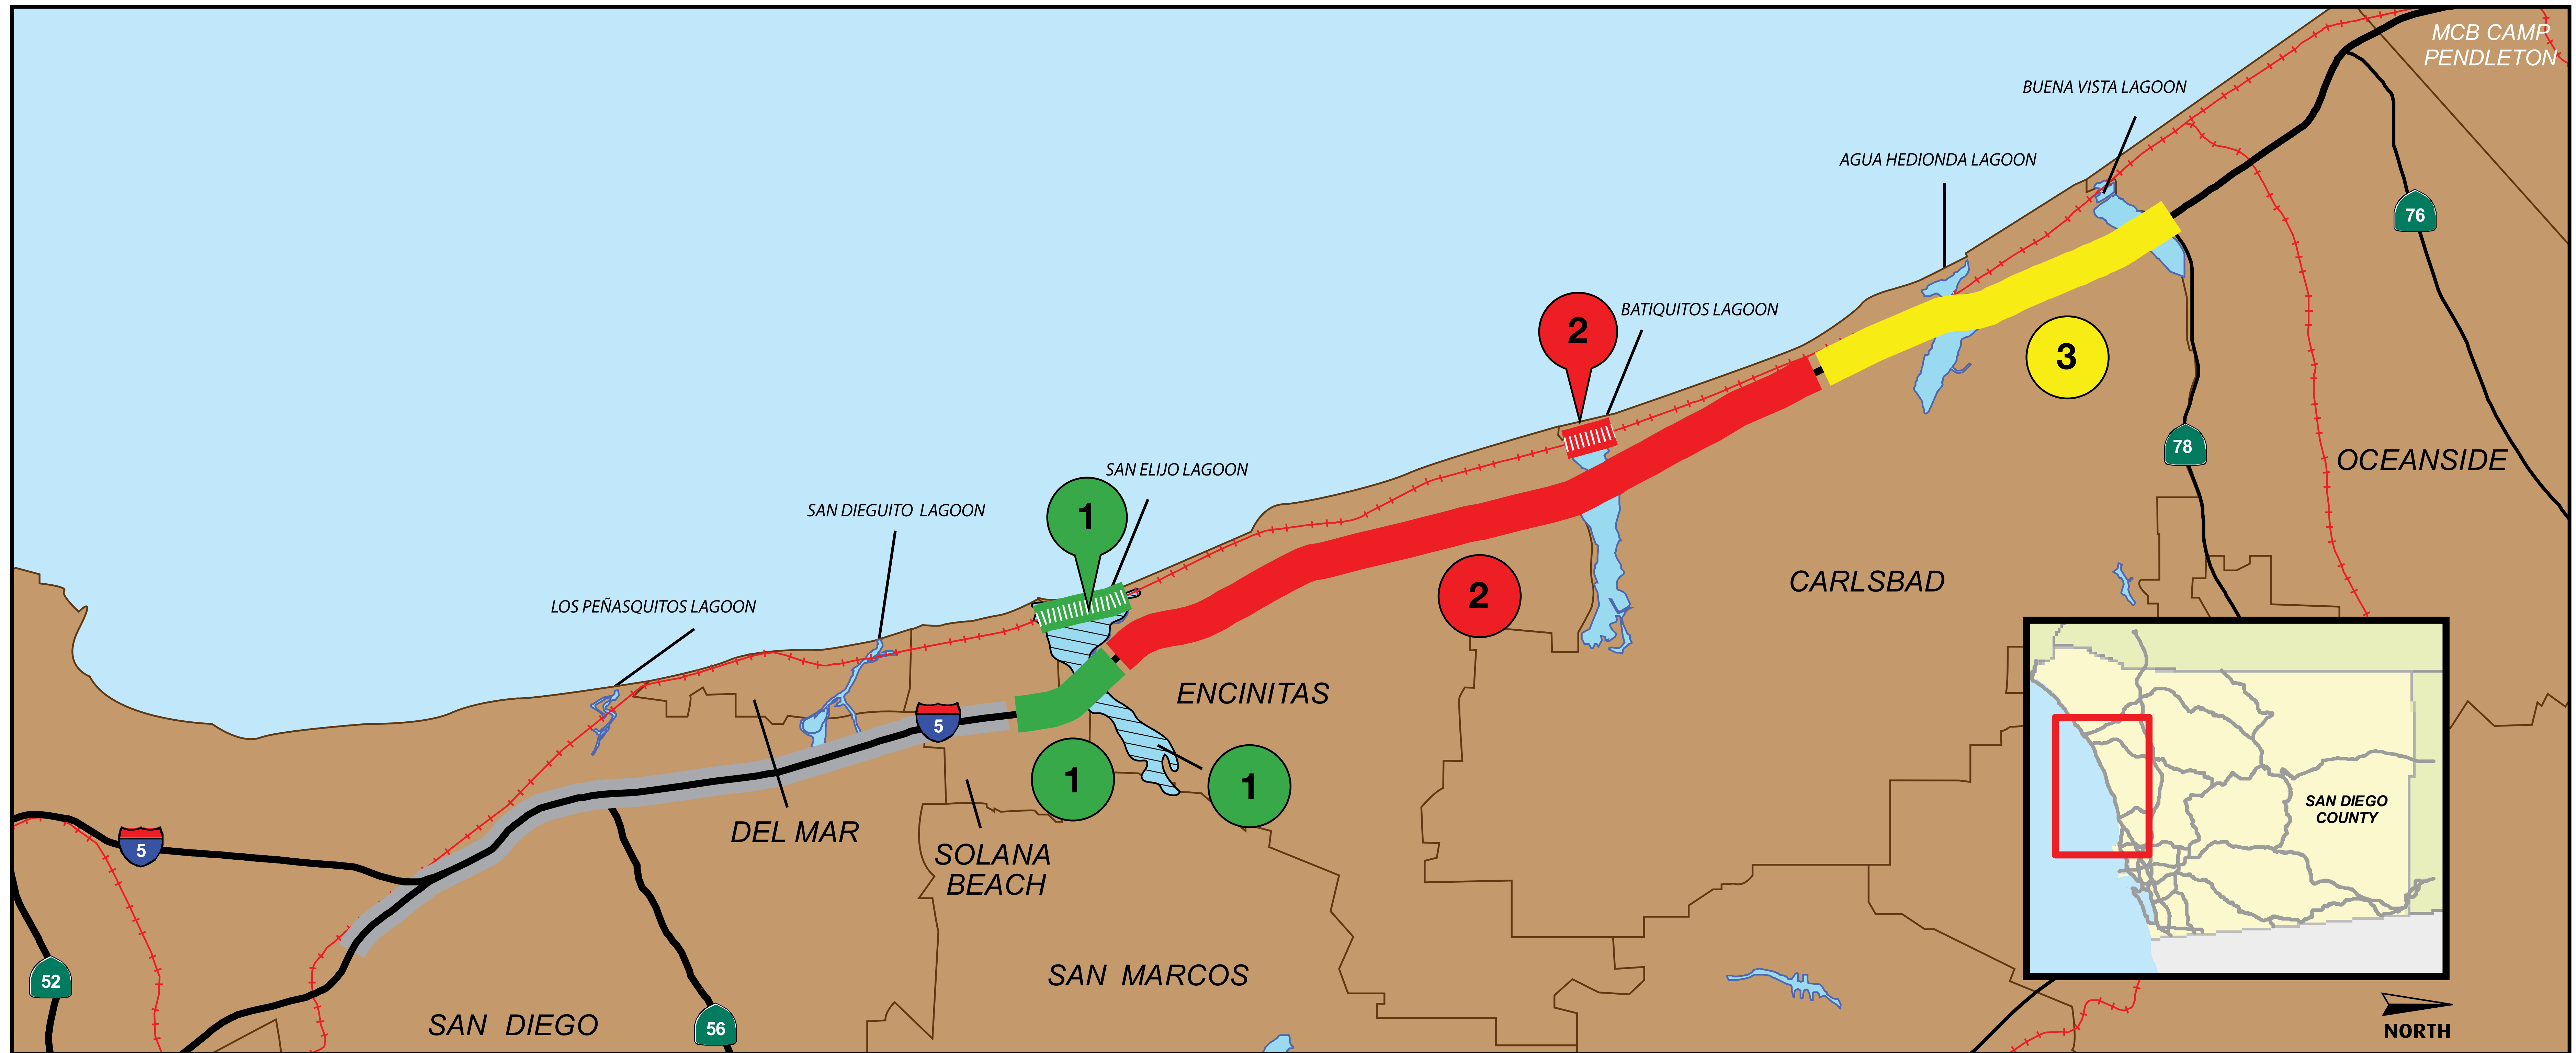 MCB CAMP
PENDLETON
BUENA VISTA LAGOON
AGUA HEDIONDA LAGOON
76
2
BATIQUITOS LAGOON
3
78
OCEANSIDE
SAN ELIJO LAGOON
1
SAN DIEGUITO LAGOON
CARLSBAD
2
LOS PEÑASQUITOS LAGOON
ENCINITAS
5
1
1
SAN DIEGO
COUNTY
DEL MAR
5
SOLANA
BEACH
52
SAN MARCOS
SAN DIEGO
56
NORTH